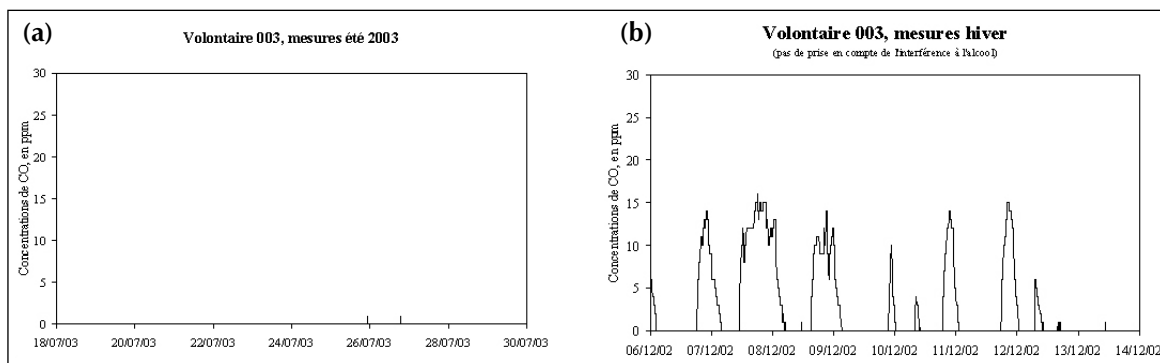 (a)
Volontaire 003, mesures été 2003
30
25
20
15
10
5
0
Concentrations de CO, en ppm
18/07/03 20/07/03 22/07/03 24/07/03 26/07/03 28/07/03 30/07/03
(b)
Volontaire 003, mesures hiver
(pas de prise en compte de l'interférence à l'alcool)
30
25
20
15
10
5
0
Concentrations de CO, en ppm
06/12/02 07/12/02 08/12/02 09/12/02 10/12/02 11/12/02 12/12/02 13/12/02 14/12/02